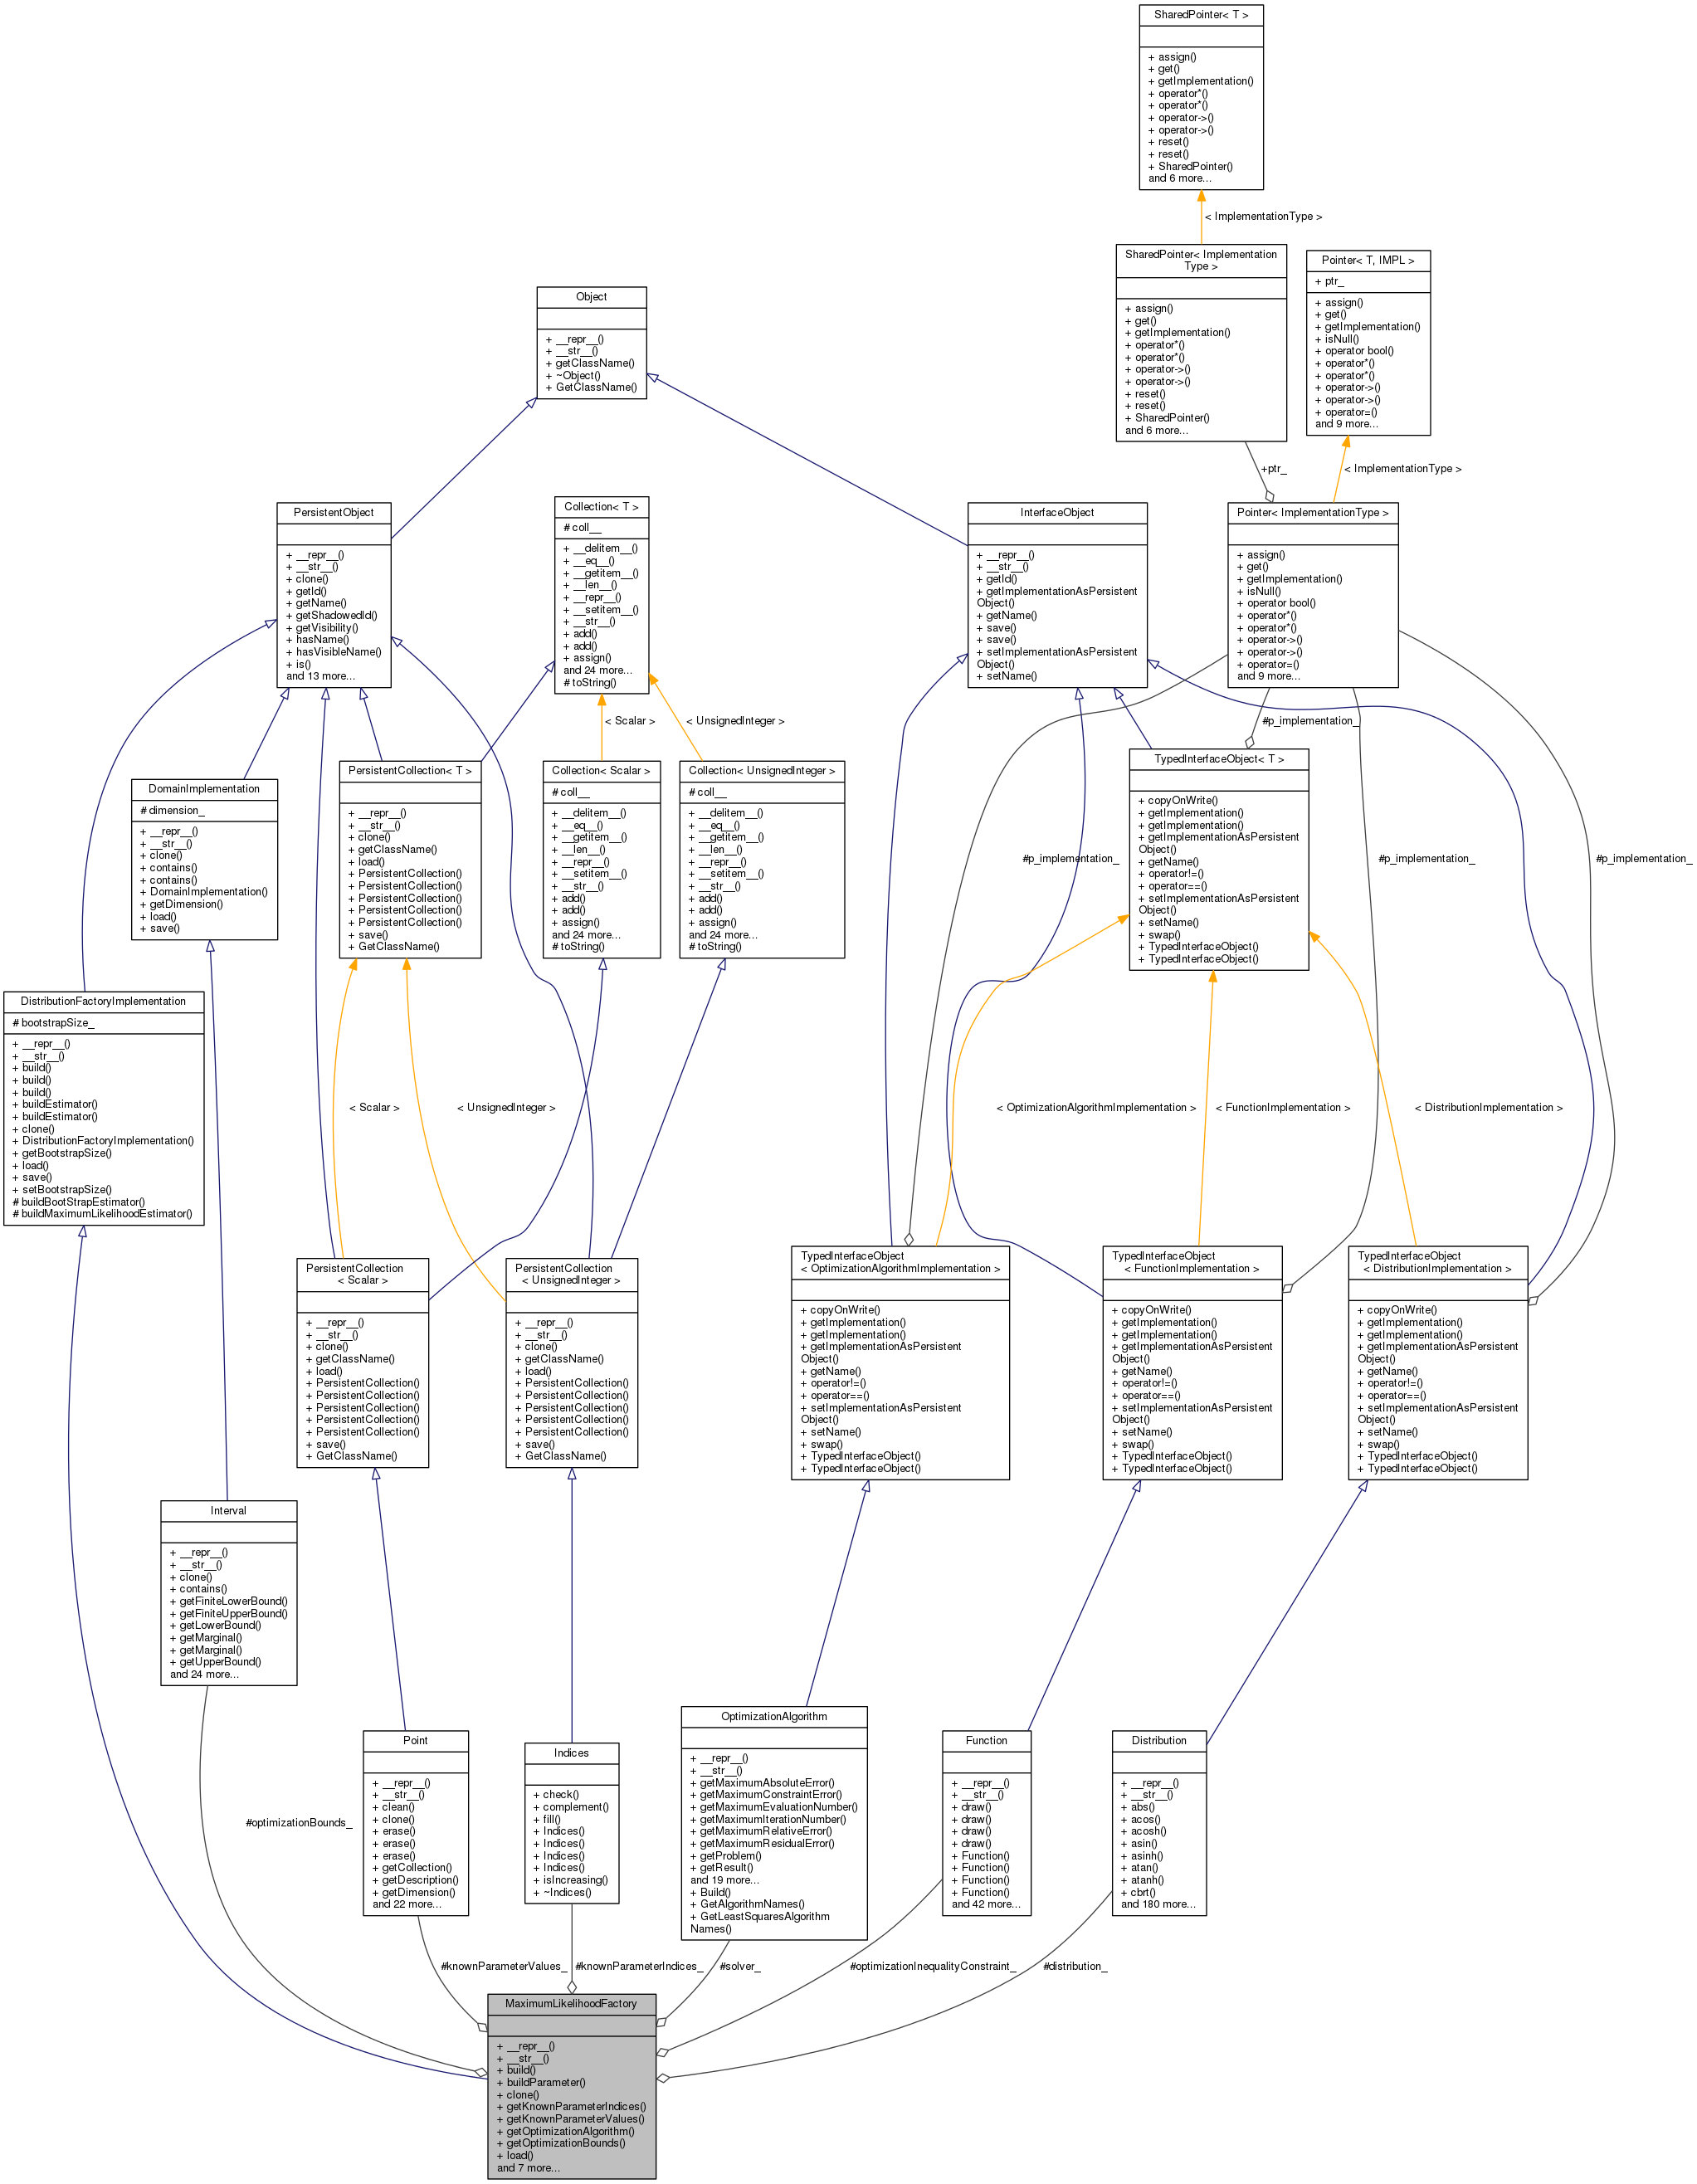 SharedPointer< T >
+ assign()
+ get()
+ getImplementation()
+ operator*()
+ operator*()
+ operator->()
+ operator->()
+ reset()
+ reset()
+ SharedPointer()
and 6 more...
< ImplementationType >
SharedPointer< Implementation
Type >
+ assign()
+ get()
+ getImplementation()
+ operator*()
+ operator*()
+ operator->()
+ operator->()
+ reset()
+ reset()
+ SharedPointer()
and 6 more...
Pointer< T, IMPL >
+ ptr_
+ assign()
+ get()
+ getImplementation()
+ isNull()
+ operator bool()
+ operator*()
+ operator*()
+ operator->()
+ operator->()
+ operator=()
and 9 more...
Object
+ __repr__()
+ __str__()
+ getClassName()
+ ~Object()
+ GetClassName()
+ptr_
< ImplementationType >
PersistentObject
+ __repr__()
+ __str__()
+ clone()
+ getId()
+ getName()
+ getShadowedId()
+ getVisibility()
+ hasName()
+ hasVisibleName()
+ is()
and 13 more...
Collection< T >
# coll__
+ __delitem__()
+ __eq__()
+ __getitem__()
+ __len__()
+ __repr__()
+ __setitem__()
+ __str__()
+ add()
+ add()
+ assign()
and 24 more...
# toString()
InterfaceObject
+ __repr__()
+ __str__()
+ getId()
+ getImplementationAsPersistent
Object()
+ getName()
+ save()
+ save()
+ setImplementationAsPersistent
Object()
+ setName()
Pointer< ImplementationType >
+ assign()
+ get()
+ getImplementation()
+ isNull()
+ operator bool()
+ operator*()
+ operator*()
+ operator->()
+ operator->()
+ operator=()
and 9 more...
< Scalar >
< UnsignedInteger >
#p_implementation_
DomainImplementation
# dimension_
+ __repr__()
+ __str__()
+ clone()
+ contains()
+ contains()
+ DomainImplementation()
+ getDimension()
+ load()
+ save()
PersistentCollection< T >
+ __repr__()
+ __str__()
+ clone()
+ getClassName()
+ load()
+ PersistentCollection()
+ PersistentCollection()
+ PersistentCollection()
+ PersistentCollection()
+ PersistentCollection()
+ save()
+ GetClassName()
Collection< Scalar >
# coll__
+ __delitem__()
+ __eq__()
+ __getitem__()
+ __len__()
+ __repr__()
+ __setitem__()
+ __str__()
+ add()
+ add()
+ assign()
and 24 more...
# toString()
Collection< UnsignedInteger >
# coll__
+ __delitem__()
+ __eq__()
+ __getitem__()
+ __len__()
+ __repr__()
+ __setitem__()
+ __str__()
+ add()
+ add()
+ assign()
and 24 more...
# toString()
TypedInterfaceObject< T >
+ copyOnWrite()
+ getImplementation()
+ getImplementation()
+ getImplementationAsPersistent
Object()
+ getName()
+ operator!=()
+ operator==()
+ setImplementationAsPersistent
Object()
+ setName()
+ swap()
+ TypedInterfaceObject()
+ TypedInterfaceObject()
#p_implementation_
#p_implementation_
#p_implementation_
DistributionFactoryImplementation
# bootstrapSize_
+ __repr__()
+ __str__()
+ build()
+ build()
+ build()
+ buildEstimator()
+ buildEstimator()
+ clone()
+ DistributionFactoryImplementation()
+ getBootstrapSize()
+ load()
+ save()
+ setBootstrapSize()
# buildBootStrapEstimator()
# buildMaximumLikelihoodEstimator()
< Scalar >
< UnsignedInteger >
< OptimizationAlgorithmImplementation >
< FunctionImplementation >
< DistributionImplementation >
PersistentCollection
< Scalar >
+ __repr__()
+ __str__()
+ clone()
+ getClassName()
+ load()
+ PersistentCollection()
+ PersistentCollection()
+ PersistentCollection()
+ PersistentCollection()
+ PersistentCollection()
+ save()
+ GetClassName()
PersistentCollection
< UnsignedInteger >
+ __repr__()
+ __str__()
+ clone()
+ getClassName()
+ load()
+ PersistentCollection()
+ PersistentCollection()
+ PersistentCollection()
+ PersistentCollection()
+ PersistentCollection()
+ save()
+ GetClassName()
TypedInterfaceObject
< OptimizationAlgorithmImplementation >
+ copyOnWrite()
+ getImplementation()
+ getImplementation()
+ getImplementationAsPersistent
Object()
+ getName()
+ operator!=()
+ operator==()
+ setImplementationAsPersistent
Object()
+ setName()
+ swap()
+ TypedInterfaceObject()
+ TypedInterfaceObject()
TypedInterfaceObject
< FunctionImplementation >
+ copyOnWrite()
+ getImplementation()
+ getImplementation()
+ getImplementationAsPersistent
Object()
+ getName()
+ operator!=()
+ operator==()
+ setImplementationAsPersistent
Object()
+ setName()
+ swap()
+ TypedInterfaceObject()
+ TypedInterfaceObject()
TypedInterfaceObject
< DistributionImplementation >
+ copyOnWrite()
+ getImplementation()
+ getImplementation()
+ getImplementationAsPersistent
Object()
+ getName()
+ operator!=()
+ operator==()
+ setImplementationAsPersistent
Object()
+ setName()
+ swap()
+ TypedInterfaceObject()
+ TypedInterfaceObject()
Interval
+ __repr__()
+ __str__()
+ clone()
+ contains()
+ getFiniteLowerBound()
+ getFiniteUpperBound()
+ getLowerBound()
+ getMarginal()
+ getMarginal()
+ getUpperBound()
and 24 more...
Point
+ __repr__()
+ __str__()
+ clean()
+ clone()
+ erase()
+ erase()
+ erase()
+ getCollection()
+ getDescription()
+ getDimension()
and 22 more...
Indices
+ check()
+ complement()
+ fill()
+ Indices()
+ Indices()
+ Indices()
+ Indices()
+ isIncreasing()
+ ~Indices()
OptimizationAlgorithm
+ __repr__()
+ __str__()
+ getMaximumAbsoluteError()
+ getMaximumConstraintError()
+ getMaximumEvaluationNumber()
+ getMaximumIterationNumber()
+ getMaximumRelativeError()
+ getMaximumResidualError()
+ getProblem()
+ getResult()
and 19 more...
+ Build()
+ GetAlgorithmNames()
+ GetLeastSquaresAlgorithm
Names()
Function
+ __repr__()
+ __str__()
+ draw()
+ draw()
+ draw()
+ draw()
+ Function()
+ Function()
+ Function()
+ Function()
and 42 more...
Distribution
+ __repr__()
+ __str__()
+ abs()
+ acos()
+ acosh()
+ asin()
+ asinh()
+ atan()
+ atanh()
+ cbrt()
and 180 more...
#optimizationBounds_
#knownParameterValues_
#knownParameterIndices_
#solver_
#optimizationInequalityConstraint_
#distribution_
MaximumLikelihoodFactory
+ __repr__()
+ __str__()
+ build()
+ buildParameter()
+ clone()
+ getKnownParameterIndices()
+ getKnownParameterValues()
+ getOptimizationAlgorithm()
+ getOptimizationBounds()
+ load()
and 7 more...